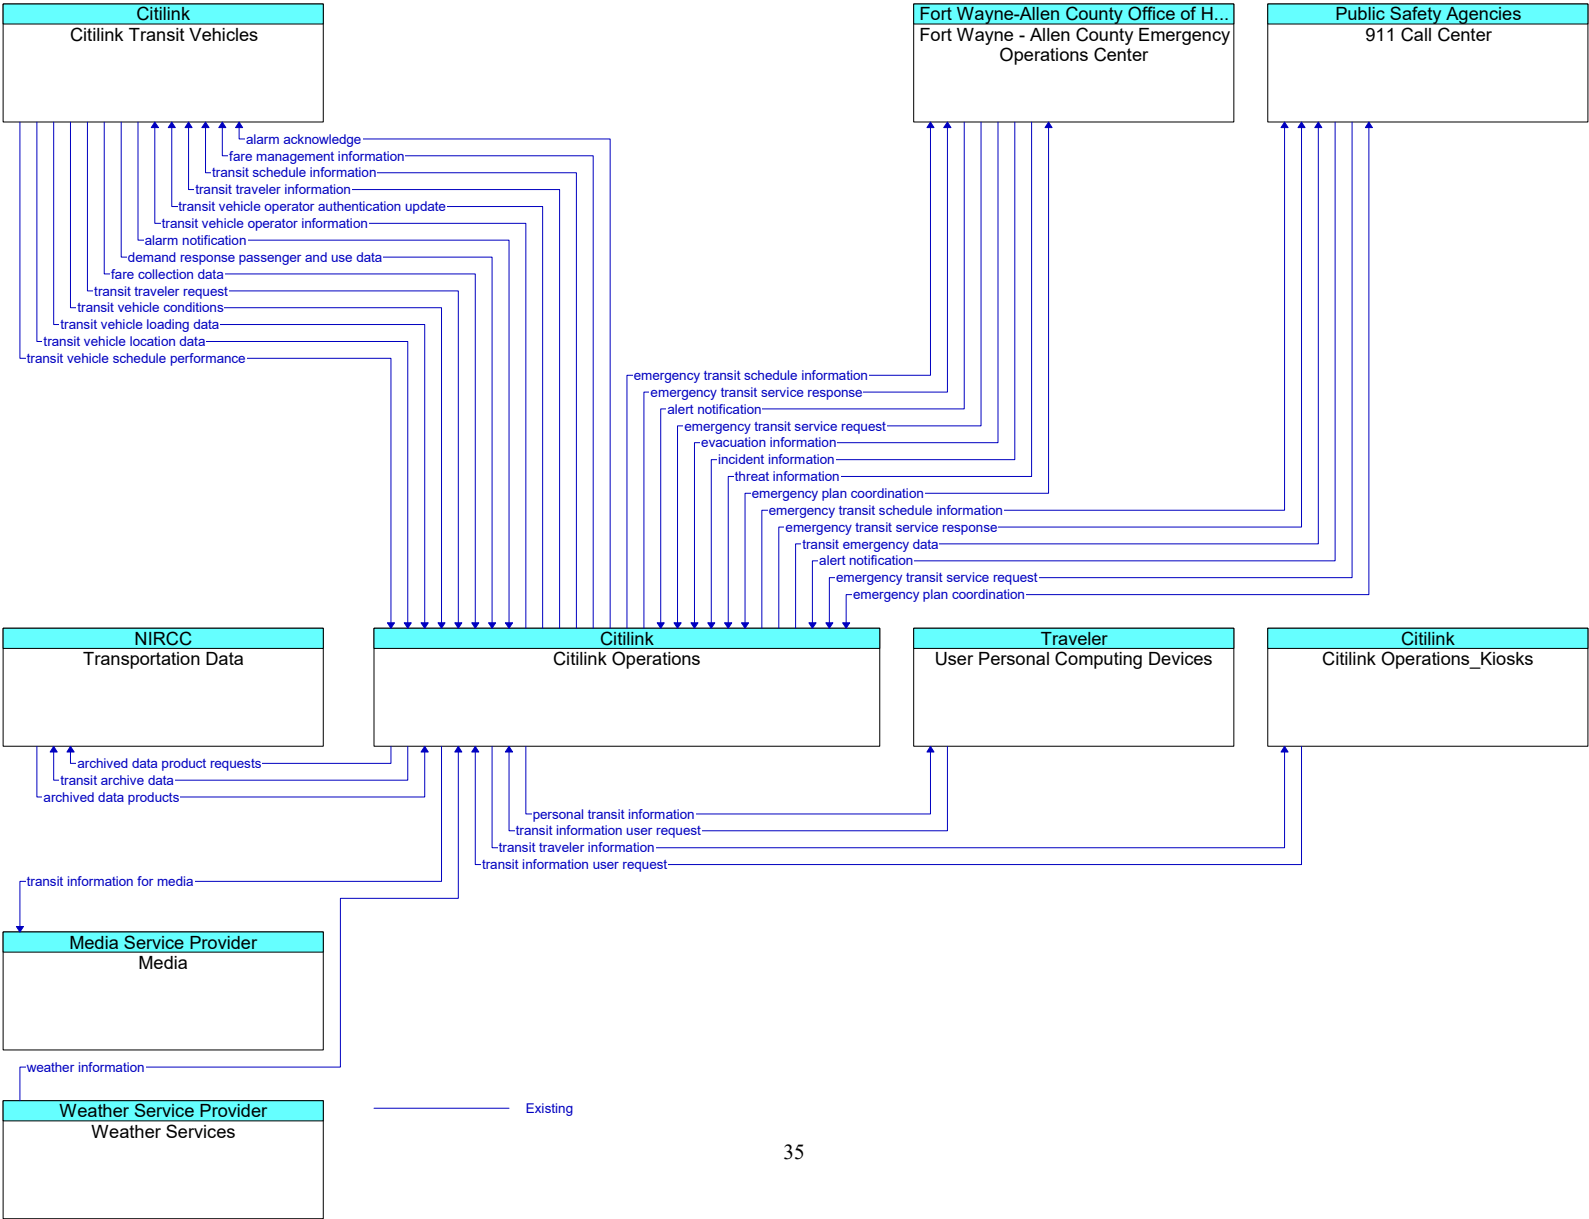 Citilink
Citilink Transit Vehicles
Fort Wayne-Allen County Office of H...
Fort Wayne - Allen County Emergency
Operations Center
Public Safety Agencies
911 Call Center
alarm acknowledge
fare management information
transit schedule information
transit traveler information
transit vehicle operator authentication update
transit vehicle operator information
alarm notification
demand response passenger and use data
fare collection data
transit traveler request
transit vehicle conditions
transit vehicle loading data
transit vehicle location data
transit vehicle schedule performance
emergency transit schedule information
emergency transit service response
alert notification
emergency transit service request
evacuation information
incident information
threat information
emergency plan coordination
emergency transit schedule information
emergency transit service response
transit emergency data
alert notification
emergency transit service request
emergency plan coordination
NIRCC
Transportation Data
Citilink
Citilink Operations
Traveler
User Personal Computing Devices
Citilink
Citilink Operations_Kiosks
archived data product requests
transit archive data
archived data products
personal transit information
transit information user request
transit traveler information
transit information user request
transit information for media
Media Service Provider
Media
weather information
Weather Service Provider
Weather Services
Existing
35